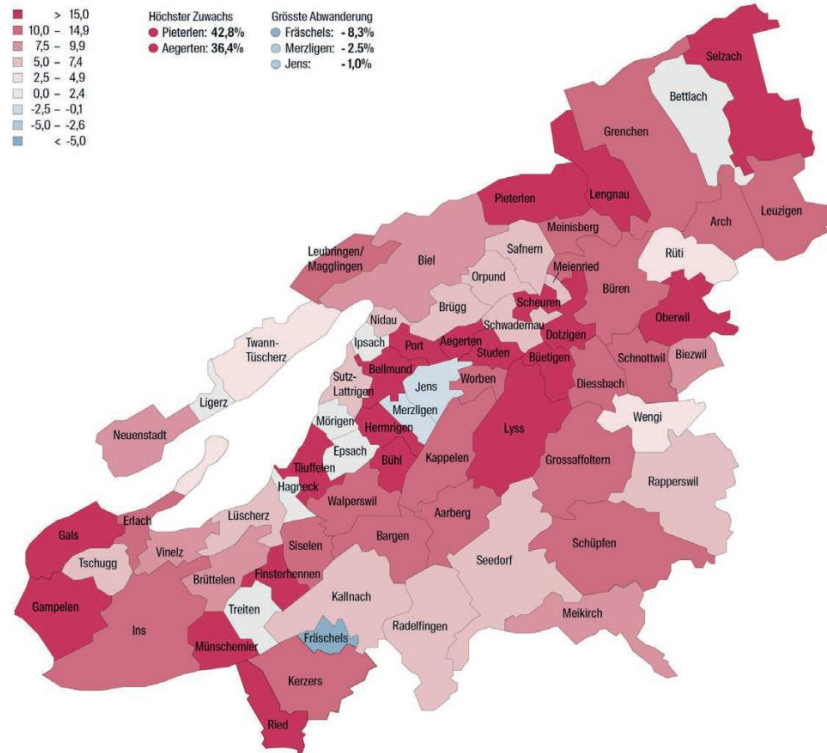 > 15,0
10,0 – 14,9
7,5 – 9,9
5,0 – 7,4
2,5 – 4,9
0,0 – 2,4
-2,5 – -0,1
-5,0 – -2,6
< -5,0
Höchster Zuwachs
Pieterlen: 42,8%
Aegerten: 36,4%
Grösste Abwanderung
Fräschels: - 8,3%
Merzligen: - 2.5%
Jens: - 1,0%
Selzach
Bettlach
Grenchen
Pieterlen
Lengnau
Leuzigen
Arch
Meinisberg
Leubringen/
Magglingen
Biel
Safnern
Rüti
Orpund
Meienried
Büren
Brügg
Scheuren
Oberwil
Nidau
Schwadernau
Dotzigen
Twann-
Tüscherz
Ipsach
Port
Aegerten
Studen
Büetigen
Schnottwil
Biezwil
Bellmund
Sutz-
Lattrigen
Jens
Worben
Diessbach
Ligerz
Merzligen
Mörigen
Hermrigen
Lyss
Wengi
Neuenstadt
Epsach
Bühl
Kappelen
Grossaffoltern
Täuffelen
Rapperswil
Hagneck
Walperswil
Lüscherz
Aarberg
Erlach
Gals
Vinelz
Siselen
Bargen
Schüpfen
Tschugg
Seedorf
Brüttelen
Finsterhennen
Kallnach
Gampelen
Treiten
Meikirch
Ins
Radelfingen
Münschemier
Fräschels
Kerzers
Ried